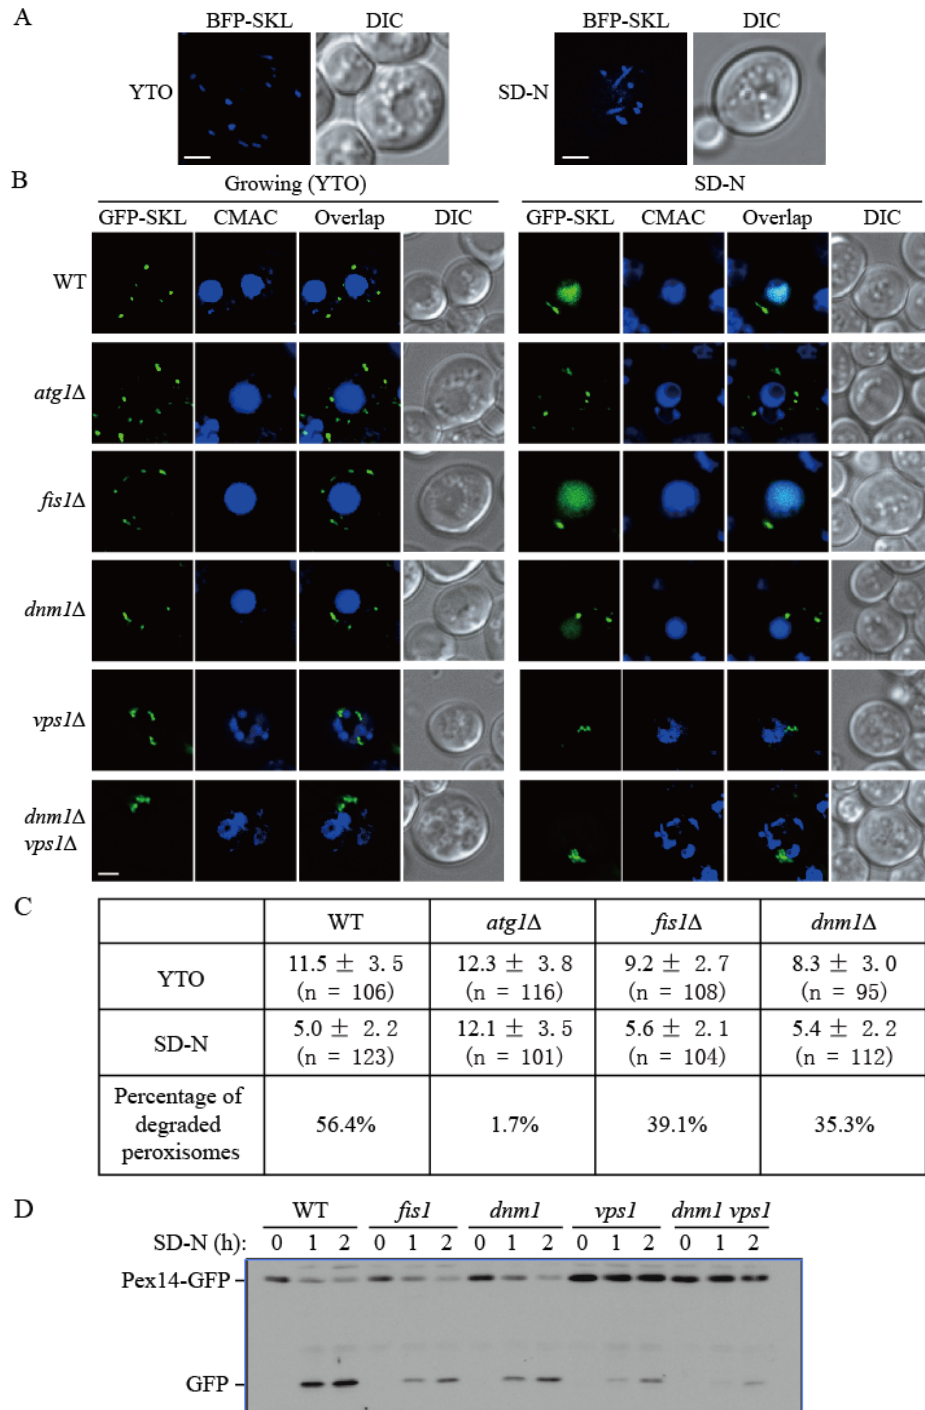 A
BFP-SKL DIC BFP-SKL DIC
YTO SD-N
B
Growing (YTO) SD-N
GFP-SKL CMAC Overlap DIC GFP-SKL CMAC Overlap DIC
WT
atg1Δ
fis1Δ
dnm1Δ
vps1Δ
dnm1Δ
vps1Δ
C
WT atg1Δ fis1Δ dnm1Δ
YTO 11.5 ± 3.5 12.3 ± 3.8 9.2 ± 2.7 8.3 ± 3.0
(n = 106) (n = 116) (n = 108) (n = 95)
SD-N 5.0 ± 2.2 12.1 ± 3.5 5.6 ± 2.1 5.4 ± 2.2
(n = 123) (n = 101) (n = 104) (n = 112)
Percentage of
degraded 56.4% 1.7% 39.1% 35.3%
peroxisomes
D
WT fis1 dnm1 vps1 dnm1 vps1
SD-N (h): 0 1 2 0 1 2 0 1 2 0 1 2 0 1 2
Pex14-GFP
GFP